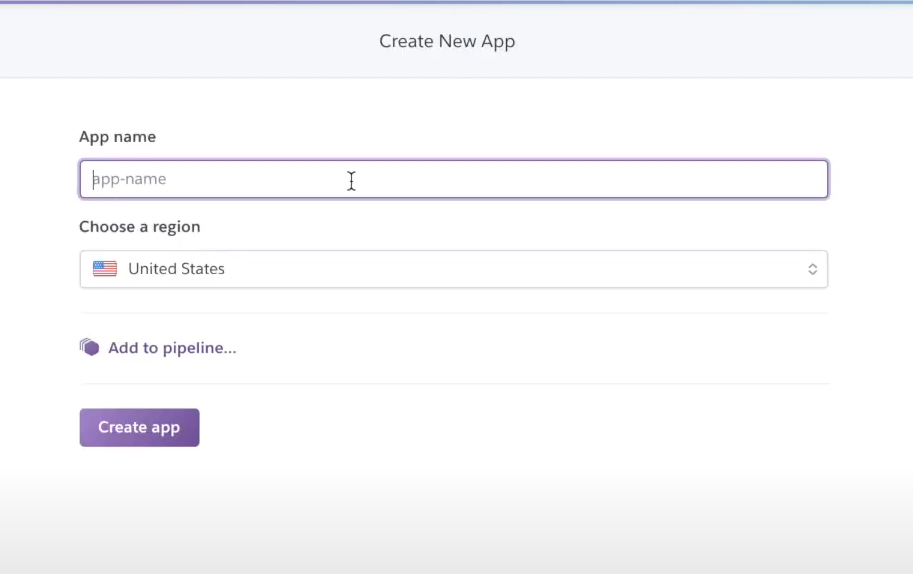 Create New App
App name
app-name
Choose a region
United States
Add to pipeline...
Create app